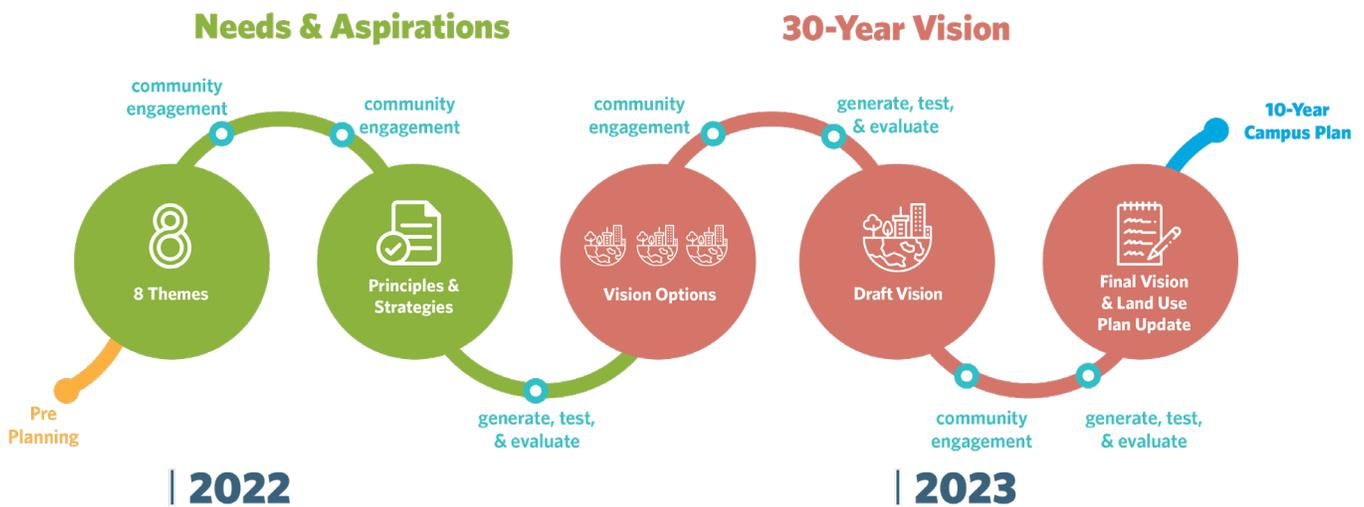 Needs & Aspirations
30-Year Vision
community
engagement
community
engagement
community
engagement
generate, test,
& evaluate
10-Year
Campus Plan
8
8 Themes
Principles &
Strategies
Vision Options
Draft Vision
Final Vision
& Land Use
Plan Update
Pre
Planning
generate, test,
& evaluate
community
engagement
generate, test,
& evaluate
| 2022
| 2023